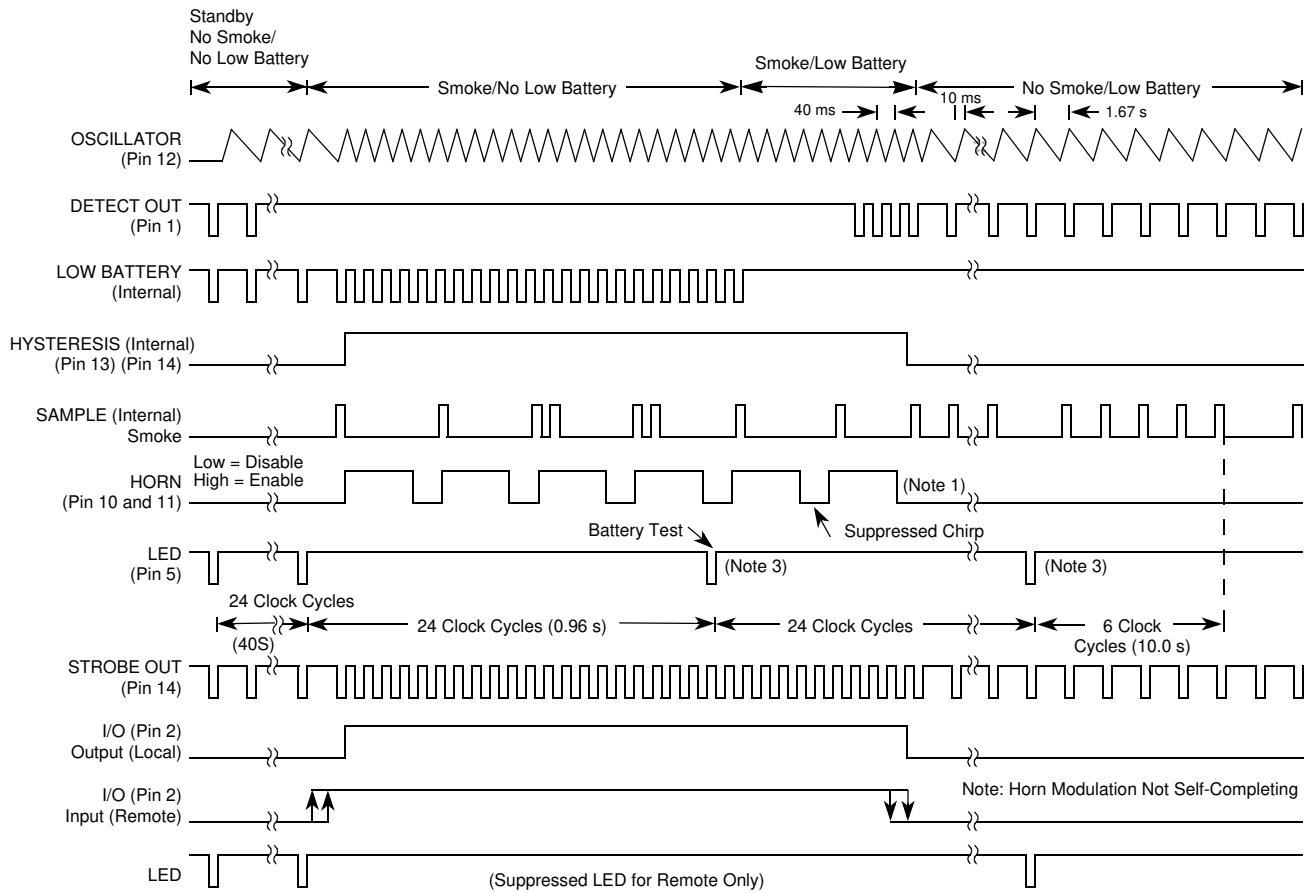 Standby
No Smoke/
No Low Battery
Smoke/No Low Battery
Smoke/Low Battery
No Smoke/Low Battery
40 ms
10 ms
1.67 s
OSCILLATOR
(Pin 12)
DETECT OUT
(Pin 1)
LOW BATTERY
(Internal)
HYSTERESIS (Internal)
(Pin 13) (Pin 14)
SAMPLE (Internal)
Smoke
Low = Disable
High = Enable
HORN
(Pin 10 and 11)
(Note 1)
Battery Test
Suppressed Chirp
LED
(Pin 5)
(Note 3)
(Note 3)
24 Clock Cycles
(40S)
24 Clock Cycles (0.96 s)
24 Clock Cycles
6 Clock
Cycles (10.0 s)
STROBE OUT
(Pin 14)
I/O (Pin 2)
Output (Local)
I/O (Pin 2)
Input (Remote)
Note: Horn Modulation Not Self-Completing
LED
(Suppressed LED for Remote Only)